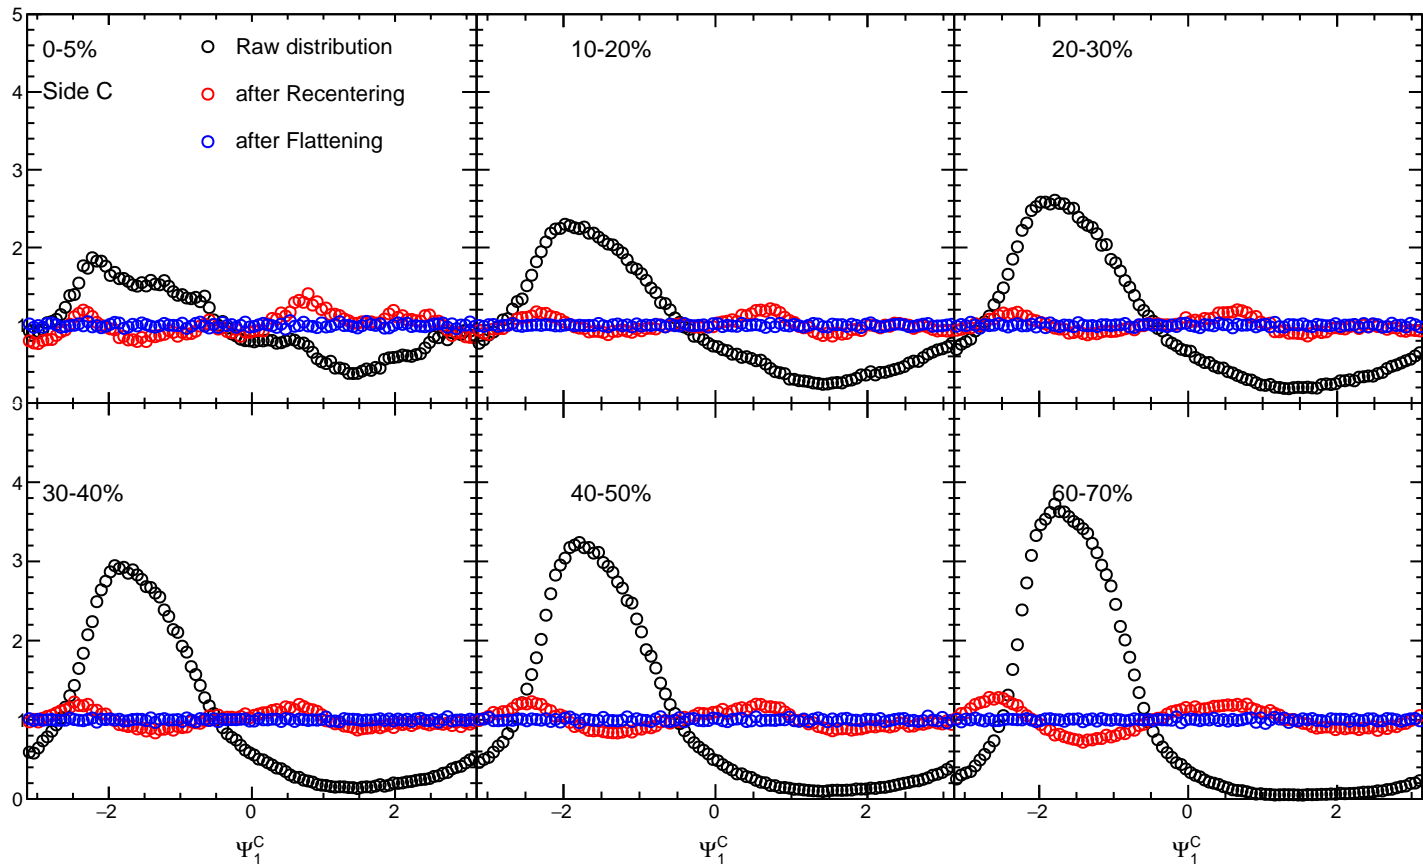 5
4
3
2
1
0
0-5%
Side C
Raw distribution
after Recentering
after Flattening
10-20%
20-30%
4
3
2
1
0
30-40%
40-50%
60-70%
−2 0 2
−2 0 2
−2 0 2
Ψ₁ᶜ
Ψ₁ᶜ
Ψ₁ᶜ